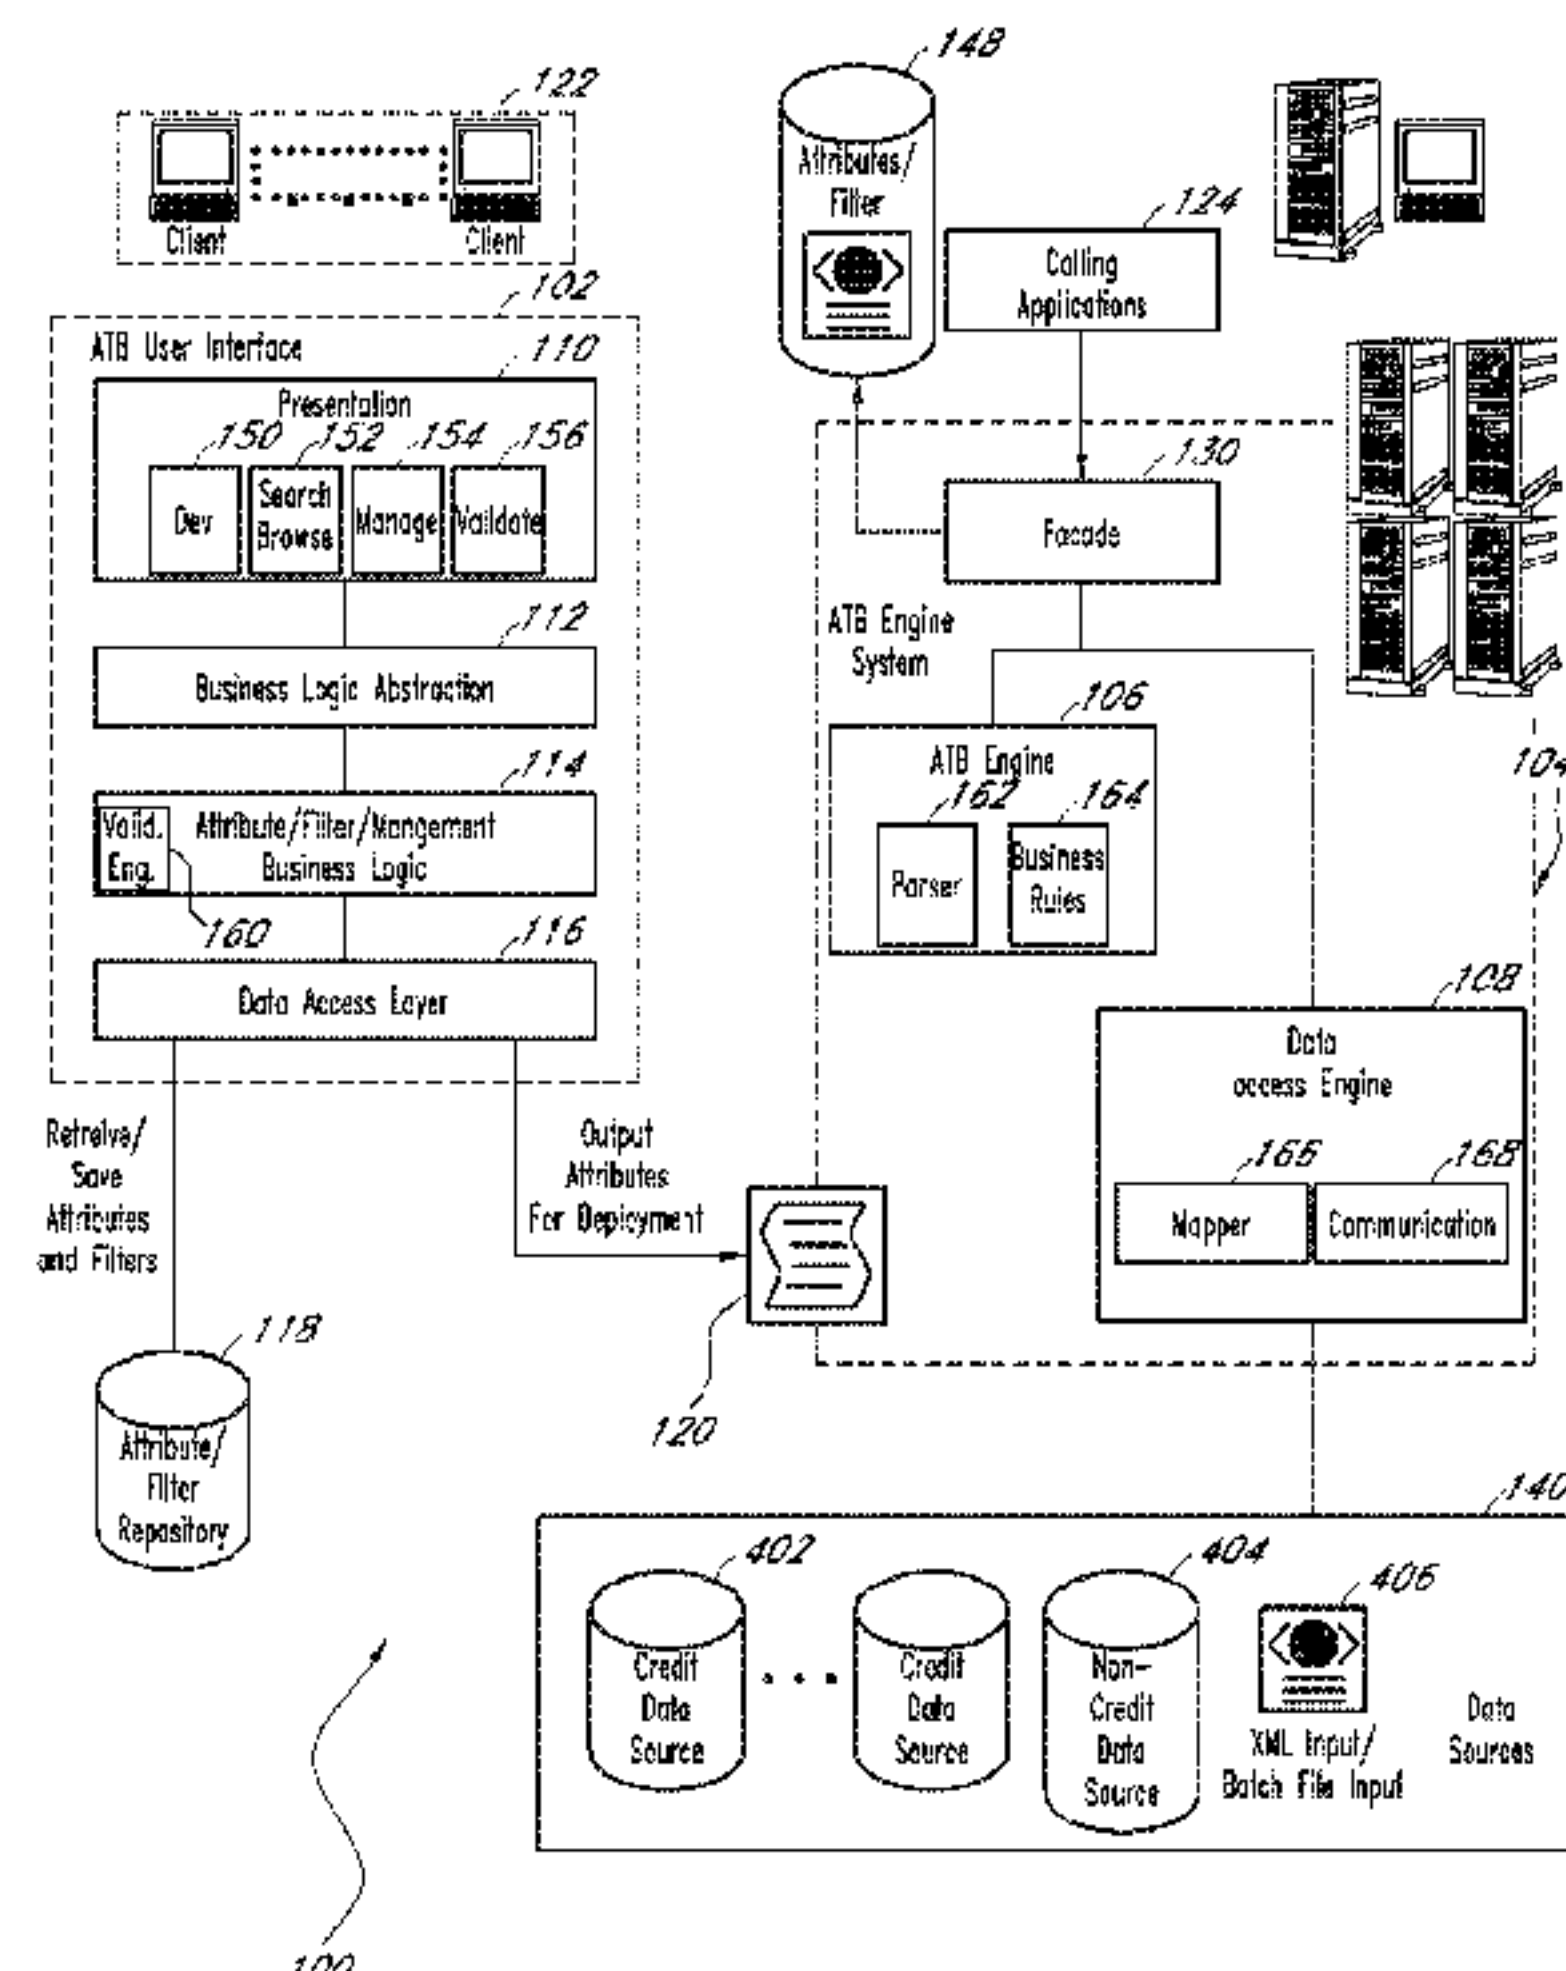 122
Client
Client
102
ATB User Interface
110
Presentation
150
152
154
156
Dev
Search
Browse
Manage
Vaildate
112
Business Logic Abstraction
114
Valid.
Eng.
Attribute/Filter/Mangement
Business Logic
160
116
Data Access Layer
Retreive/
Save
Attributes
and Filters
Output
Attributes
For Deployment
118
Attribute/
Filter
Repository
120
148
Attributes/
Filter
124
Calling
Applications
130
Facade
ATB Engine
System
106
ATB Engine
162
164
Parser
Business
Rules
104
108
Data
access Engine
166
168
Mapper
Communication
140
402
Credit
Data
Source
Credit
Data
Source
404
Non-
Credit
Data
Source
406
XML Input/
Batch File Input
Data
Sources